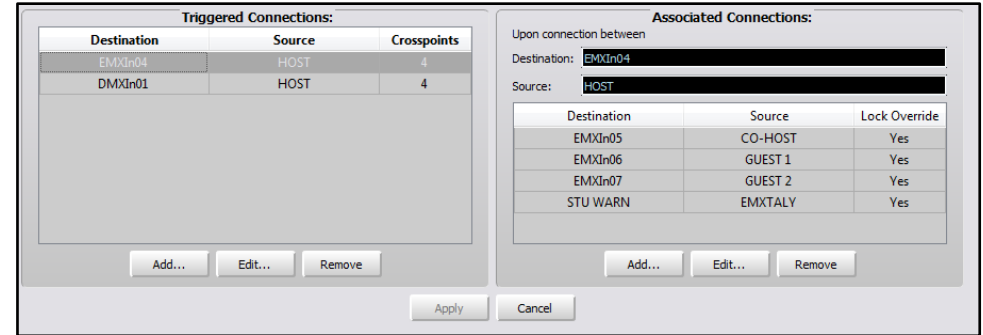 Triggered Connections:
Destination Source Crosspoints
EMXIn04 HOST 4
DMXIn01 HOST 4
Add... Edit... Remove
Associated Connections:
Upon connection between
Destination: EMXIn04
Source: HOST
Destination Source Lock Override
EMXIn05 CO-HOST Yes
EMXIn06 GUEST 1 Yes
EMXIn07 GUEST 2 Yes
STU WARN EMXTALY Yes
Add... Edit... Remove
Apply Cancel